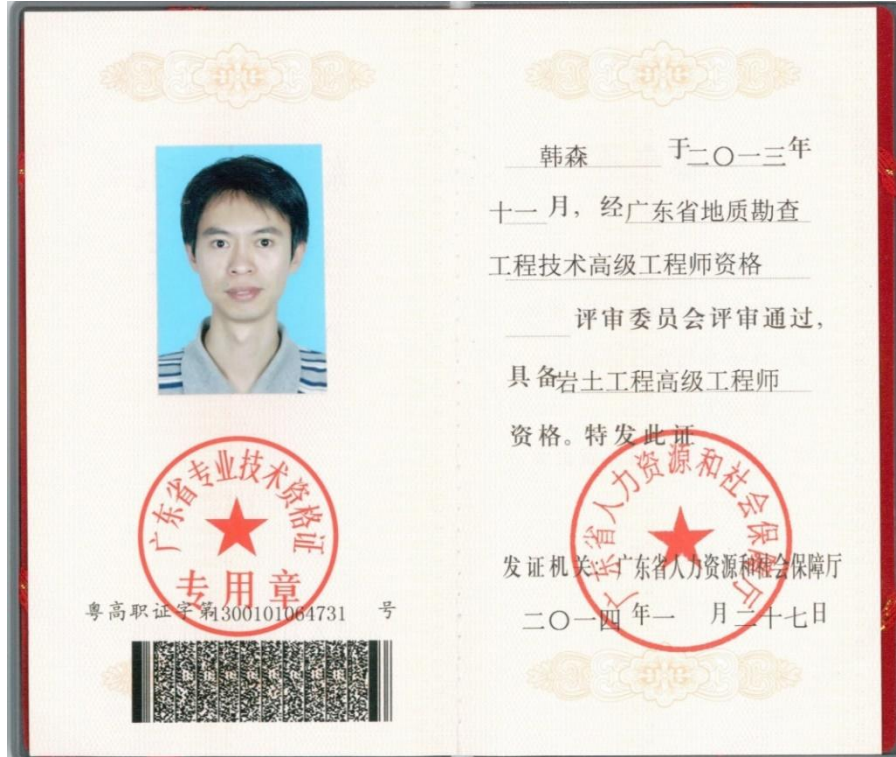 广东省专业技术资格证
专用章
粤高职证字第1300101064731 号
韩森 于二〇一三年
十一月，经广东省地质勘查
工程技术高级工程师资格
评审委员会评审通过，
具备岩土工程高级工程师
资格。特发此证
广东省人力资源和社会保障厅
发证机关：广东省人力资源和社会保障厅
二〇一四年一 月二十七日